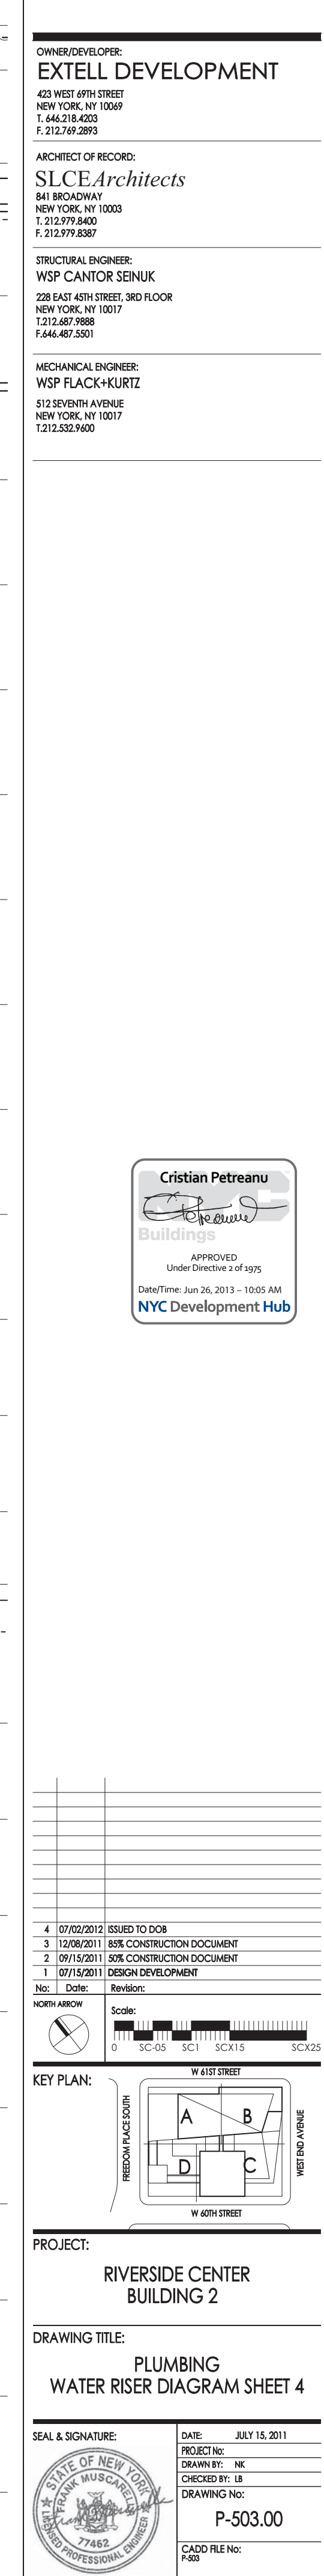 OWNER/DEVELOPER:
EXTELL DEVELOPMENT
423 WEST 69TH STREET
NEW YORK, NY 10069
T. 646.218.4203
F. 212.769.2893
ARCHITECT OF RECORD:
SLCEArchitects
841 BROADWAY
NEW YORK, NY 10003
T. 212.979.8400
F. 212.979.8387
STRUCTURAL ENGINEER:
WSP CANTOR SEINUK
228 EAST 45TH STREET, 3RD FLOOR
NEW YORK, NY 10017
T.212.687.9888
F.646.487.5501
MECHANICAL ENGINEER:
WSP FLACK+KURTZ
512 SEVENTH AVENUE
NEW YORK, NY 10017
T.212.532.9600
Cristian Petreanu
NYC
Buildings
APPROVED
Under Directive 2 of 1975
Date/Time: Jun 26, 2013 – 10:05 AM
NYC Development Hub
4 07/02/2012 ISSUED TO DOB
3 12/08/2011 85% CONSTRUCTION DOCUMENT
2 09/15/2011 50% CONSTRUCTION DOCUMENT
1 07/15/2011 DESIGN DEVELOPMENT
No: Date: Revision:
NORTH ARROW
Scale:
0 SC-05 SC1 SCX15 SCX25
KEY PLAN:
W 61ST STREET
FREEDOM PLACE SOUTH
A B
D C
WEST END AVENUE
W 60TH STREET
PROJECT:
RIVERSIDE CENTER
BUILDING 2
DRAWING TITLE:
PLUMBING
WATER RISER DIAGRAM SHEET 4
SEAL & SIGNATURE:
STATE OF NEW YORK
FRANK MUSCARELLA
77462
LICENSED PROFESSIONAL ENGINEER
DATE: JULY 15, 2011
PROJECT No:
DRAWN BY: NK
CHECKED BY: LB
DRAWING No:
P-503.00
CADD FILE No:
P-503